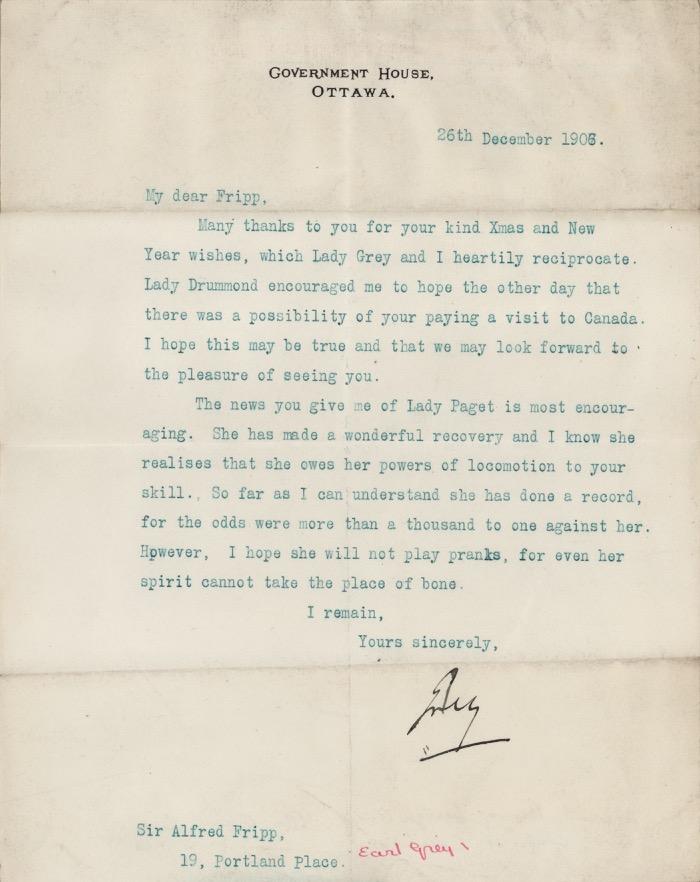 GOVERNMENT HOUSE,
OTTAWA.
26th December 1906.
My dear Fripp,
Many thanks to you for your kind Xmas and New
Year wishes, which Lady Grey and I heartily reciprocate.
Lady Drummond encouraged me to hope the other day that
there was a possibility of your paying a visit to Canada.
I hope this may be true and that we may look forward to
the pleasure of seeing you.
The news you give me of Lady Paget is most encour-
aging. She has made a wonderful recovery and I know she
realises that she owes her powers of locomotion to your
skill. So far as I can understand she has done a record,
for the odds were more than a thousand to one against her.
However, I hope she will not play pranks, for even her
spirit cannot take the place of bone.
I remain,
Yours sincerely,
Grey
Sir Alfred Fripp,
19, Portland Place.
Earl Grey